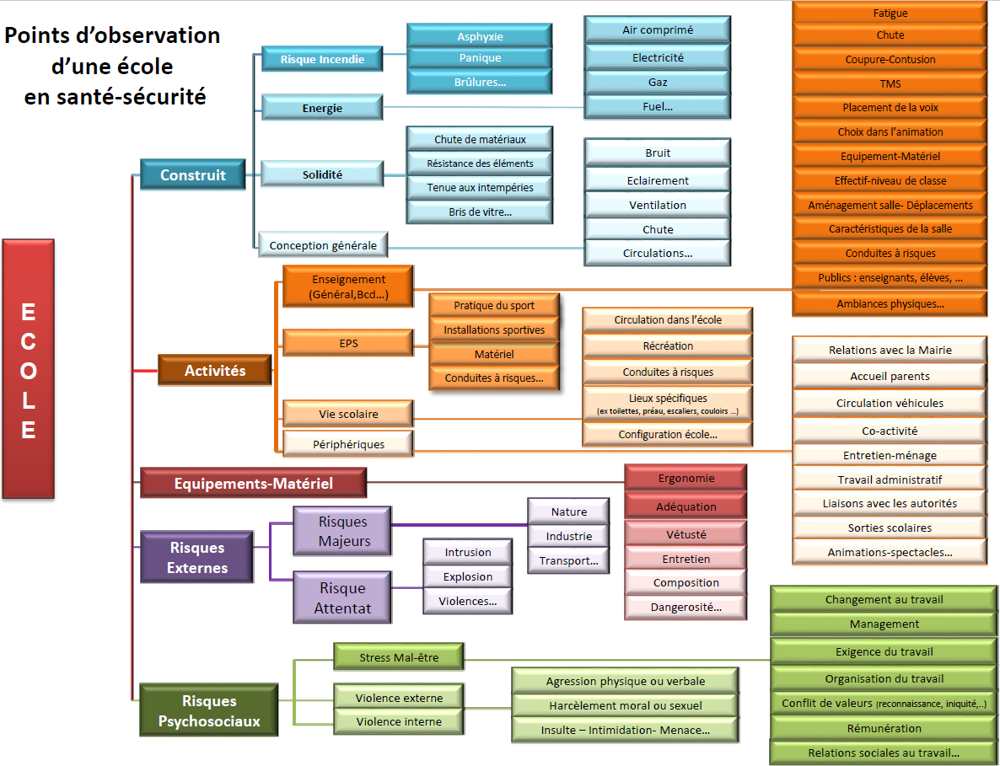 Points d’observation
d’une école
en santé-sécurité
ECOLE
Construit
Risque Incendie
Asphyxie
Panique
Brûlures...
Energie
Air comprimé
Electricité
Gaz
Fuel...
Solidité
Chute de matériaux
Résistance des éléments
Tenue aux intempéries
Bris de vitre...
Conception générale
Bruit
Eclairement
Ventilation
Chute
Circulations...
Activités
Enseignement
(Général,Bcd...)
Fatigue
Chute
Coupure-Contusion
TMS
Placement de la voix
Choix dans l’animation
Equipement-Matériel
Effectif-niveau de classe
Aménagement salle- Déplacements
Caractéristiques de la salle
Conduites à risques
Publics : enseignants, élèves, ...
Ambiances physiques...
EPS
Pratique du sport
Installations sportives
Matériel
Conduites à risques...
Vie scolaire
Circulation dans l’école
Récréation
Conduites à risques
Lieux spécifiques
(ex toilettes, préau, escaliers, couloirs ...)
Configuration école...
Périphériques
Relations avec la Mairie
Accueil parents
Circulation véhicules
Co-activité
Entretien-ménage
Travail administratif
Liaisons avec les autorités
Sorties scolaires
Animations-spectacles...
Equipements-Matériel
Ergonomie
Adéquation
Vétusté
Entretien
Composition
Dangerosité...
Risques
Externes
Risques
Majeurs
Nature
Industrie
Transport...
Risque
Attentat
Intrusion
Explosion
Violences...
Risques
Psychosociaux
Stress Mal-être
Changement au travail
Management
Exigence du travail
Organisation du travail
Conflit de valeurs (reconnaissance, iniquité,..)
Rémunération
Relations sociales au travail...
Violence externe
Violence interne
Agression physique ou verbale
Harcèlement moral ou sexuel
Insulte – Intimidation- Menace...